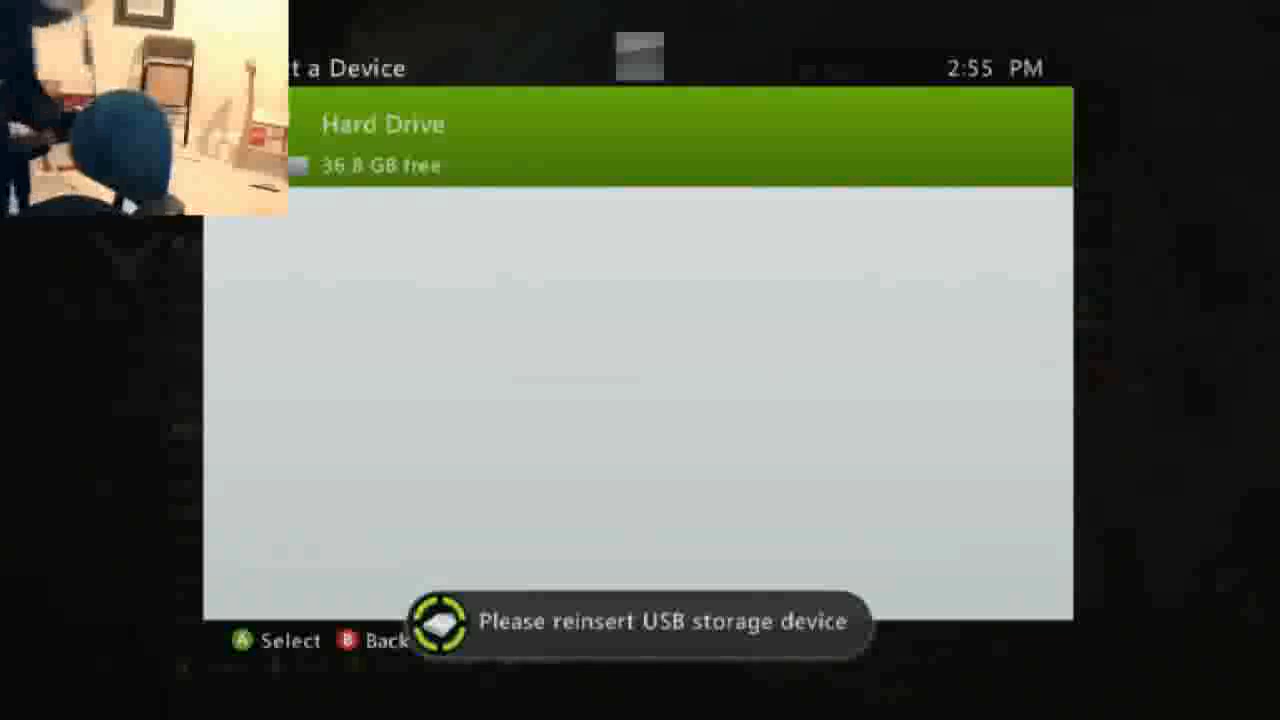 t a Device
2:55 PM
Hard Drive
36.8 GB free
Please reinsert USB storage device
A Select B Back